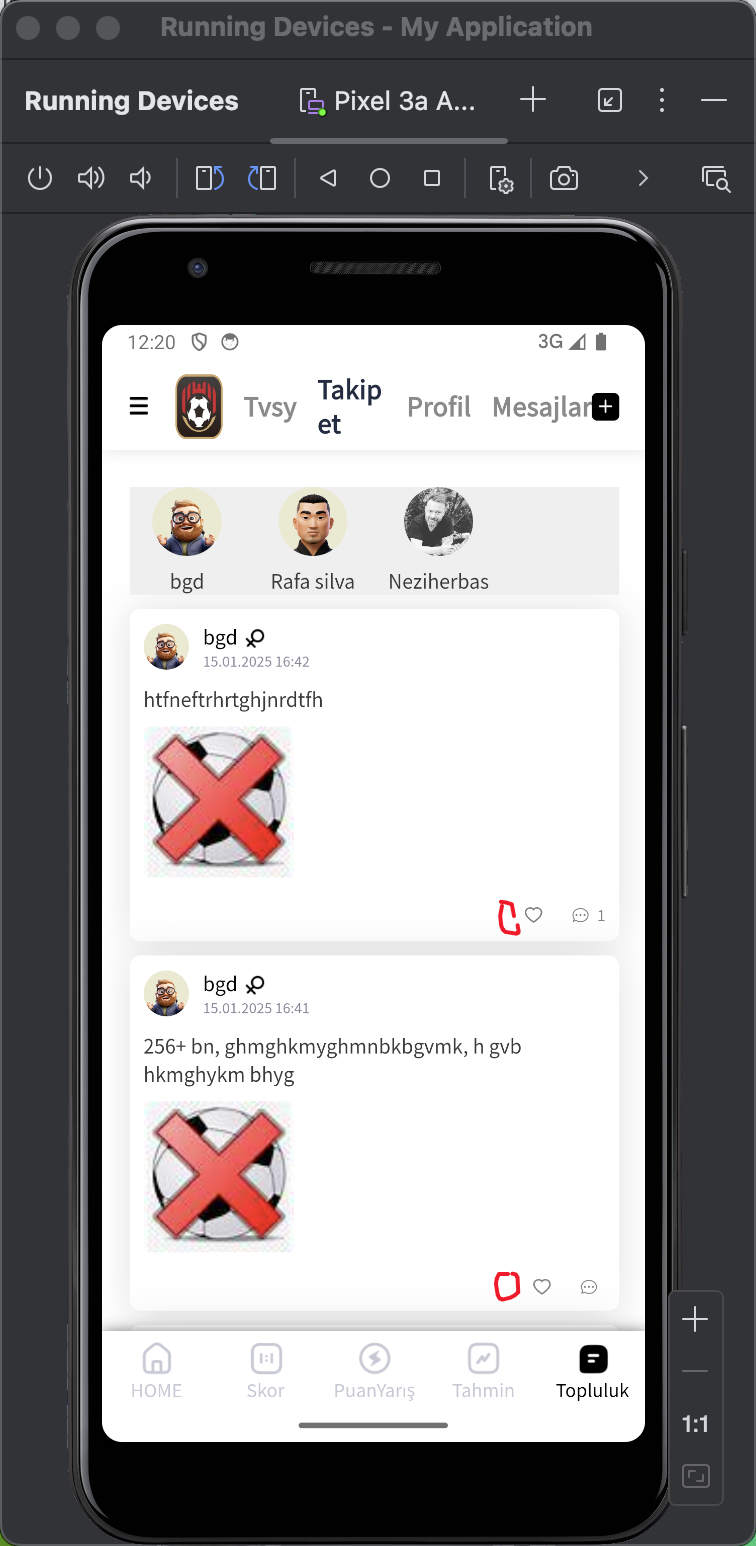 Running Devices - My Application
Running Devices
Pixel 3a A...
12:20
3G
Tvsy
Takip
et
Profil
Mesajlar
bgd
Rafa silva
Neziherbas
bgd
15.01.2025 16:42
htfneftrhrtghjnrdtfh
1
bgd
15.01.2025 16:41
256+ bn, ghmghkmyghmnbkbgvmk, h gvb
hkmghykm bhyg
HOME
Skor
PuanYarış
Tahmin
Topluluk
1:1